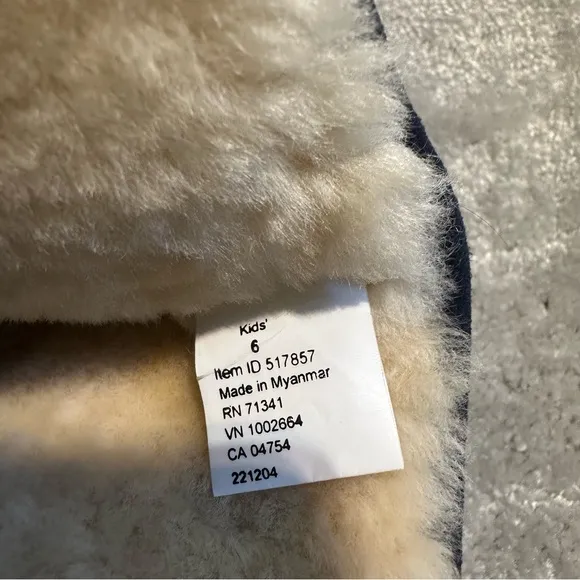 Kids'
6
Item ID 517857
Made in Myanmar
RN 71341
VN 1002664
CA 04754
221204